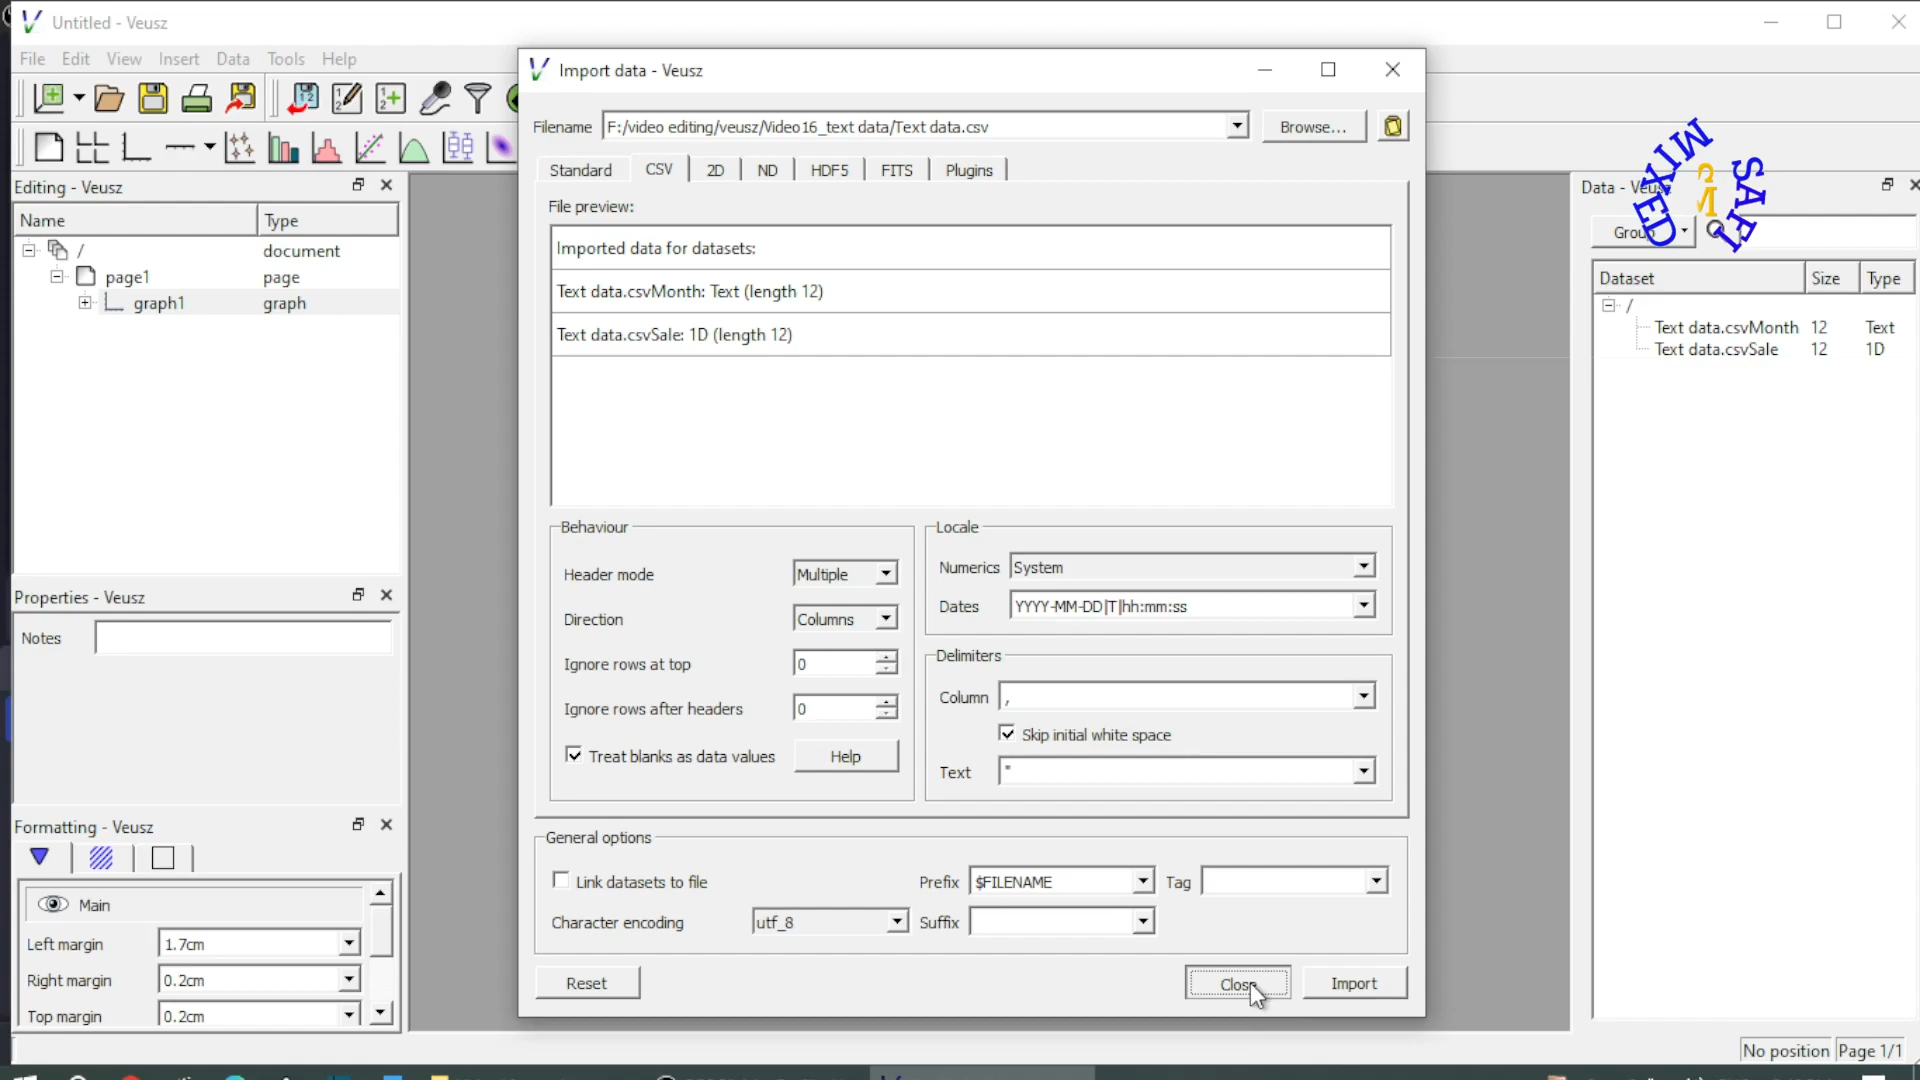 Untitled - Veusz
File Edit View Insert Data Tools Help
Editing - Veusz
Name Type
/ document
page1 page
graph1 graph
Properties - Veusz
Notes
Formatting - Veusz
Main
Left margin 1.7cm
Right margin 0.2cm
Top margin 0.2cm
Import data - Veusz
Filename F:/video editing/veusz/Video16_text data/Text data.csv Browse...
Standard CSV 2D ND HDF5 FITS Plugins
File preview:
Imported data for datasets:
Text data.csvMonth: Text (length 12)
Text data.csvSale: 1D (length 12)
Behaviour
Header mode Multiple
Direction Columns
Ignore rows at top 0
Ignore rows after headers 0
Treat blanks as data values Help
Locale
Numerics System
Dates YYYY-MM-DD|T|hh:mm:ss
Delimiters
Column ,
Skip initial white space
Text "
General options
Link datasets to file Prefix $FILENAME Tag
Character encoding utf_8 Suffix
Reset Close Import
Data - Veusz
Group
Dataset Size Type
/
Text data.csvMonth 12 Text
Text data.csvSale 12 1D
MIXED
SAFI
No position Page 1/1